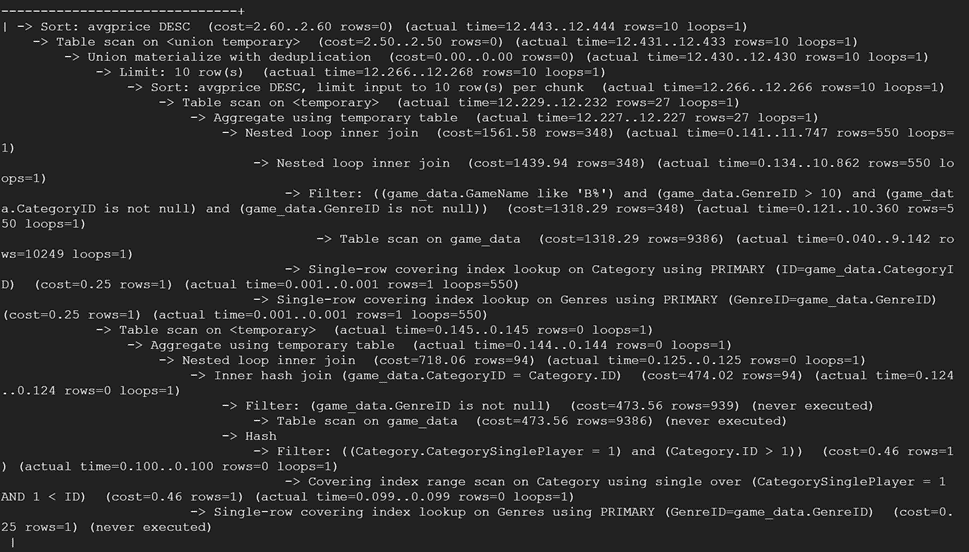 ------------------------------+
| -> Sort: avgprice DESC  (cost=2.60..2.60 rows=0) (actual time=12.443..12.444 rows=10 loops=1)
    -> Table scan on <union temporary>  (cost=2.50..2.50 rows=0) (actual time=12.431..12.433 rows=10 loops=1)
        -> Union materialize with deduplication  (cost=0.00..0.00 rows=0) (actual time=12.430..12.430 rows=10 loops=1)
            -> Limit: 10 row(s)  (actual time=12.266..12.268 rows=10 loops=1)
                -> Sort: avgprice DESC, limit input to 10 row(s) per chunk  (actual time=12.266..12.266 rows=10 loops=1)
                    -> Table scan on <temporary>  (actual time=12.229..12.232 rows=27 loops=1)
                        -> Aggregate using temporary table  (actual time=12.227..12.227 rows=27 loops=1)
                            -> Nested loop inner join  (cost=1561.58 rows=348) (actual time=0.141..11.747 rows=550 loops=
1)
                                -> Nested loop inner join  (cost=1439.94 rows=348) (actual time=0.134..10.862 rows=550 lo
ops=1)
                                    -> Filter: ((game_data.GameName like 'B%') and (game_data.GenreID > 10) and (game_dat
a.CategoryID is not null) and (game_data.GenreID is not null))  (cost=1318.29 rows=348) (actual time=0.121..10.360 rows=5
50 loops=1)
                                        -> Table scan on game_data  (cost=1318.29 rows=9386) (actual time=0.040..9.142 ro
ws=10249 loops=1)
                                    -> Single-row covering index lookup on Category using PRIMARY (ID=game_data.CategoryI
D)  (cost=0.25 rows=1) (actual time=0.001..0.001 rows=1 loops=550)
                                -> Single-row covering index lookup on Genres using PRIMARY (GenreID=game_data.GenreID)
(cost=0.25 rows=1) (actual time=0.001..0.001 rows=1 loops=550)
            -> Table scan on <temporary>  (actual time=0.145..0.145 rows=0 loops=1)
                -> Aggregate using temporary table  (actual time=0.144..0.144 rows=0 loops=1)
                    -> Nested loop inner join  (cost=718.06 rows=94) (actual time=0.125..0.125 rows=0 loops=1)
                        -> Inner hash join (game_data.CategoryID = Category.ID)  (cost=474.02 rows=94) (actual time=0.124
..0.124 rows=0 loops=1)
                            -> Filter: (game_data.GenreID is not null)  (cost=473.56 rows=939) (never executed)
                                -> Table scan on game_data  (cost=473.56 rows=9386) (never executed)
                            -> Hash
                                -> Filter: ((Category.CategorySinglePlayer = 1) and (Category.ID > 1))  (cost=0.46 rows=1
) (actual time=0.100..0.100 rows=0 loops=1)
                                    -> Covering index range scan on Category using single over (CategorySinglePlayer = 1
AND 1 < ID)  (cost=0.46 rows=1) (actual time=0.099..0.099 rows=0 loops=1)
                        -> Single-row covering index lookup on Genres using PRIMARY (GenreID=game_data.GenreID)  (cost=0.
25 rows=1) (never executed)
 |